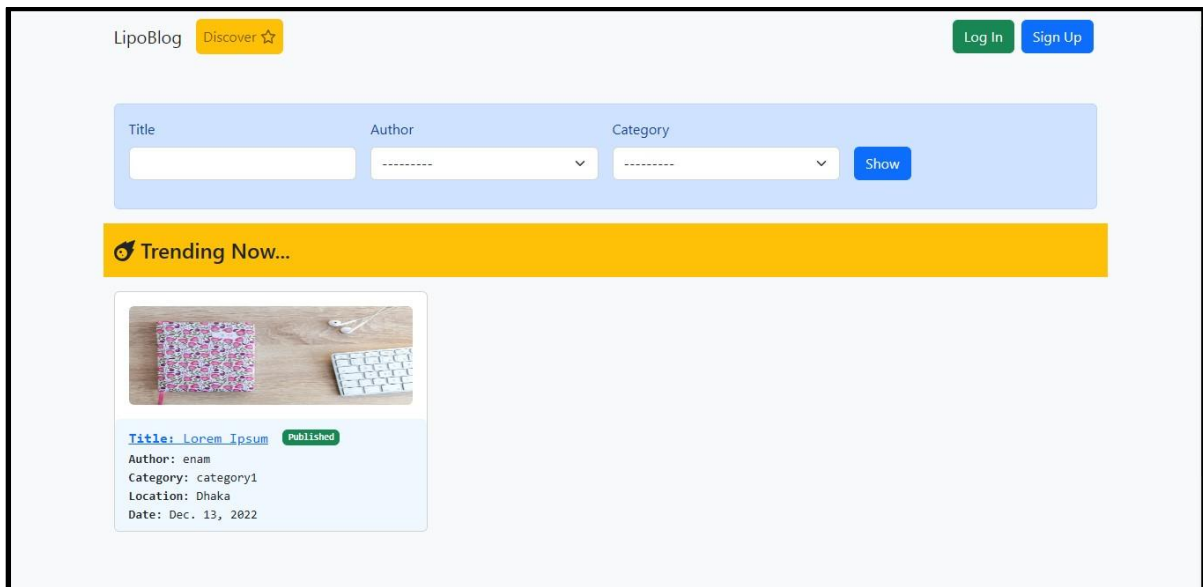 LipoBlog Discover Log In Sign Up
Title Author Category
--------- --------- Show
Trending Now...
Title: Lorem Ipsum Published
Author: enam
Category: category1
Location: Dhaka
Date: Dec. 13, 2022